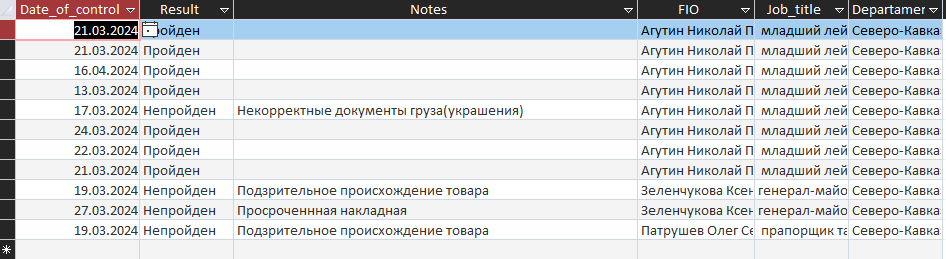 Date_of_control Result Notes FIO Job_title Departamen
21.03.2024 Пройден Агутин Николай П младший лей Северо-Кавка
21.03.2024 Пройден Агутин Николай П младший лей Северо-Кавка
16.04.2024 Пройден Агутин Николай П младший лей Северо-Кавка
13.03.2024 Пройден Агутин Николай П младший лей Северо-Кавка
17.03.2024 Непройден Некорректные документы груза(украшения) Агутин Николай П младший лей Северо-Кавка
24.03.2024 Пройден Агутин Николай П младший лей Северо-Кавка
22.03.2024 Пройден Агутин Николай П младший лей Северо-Кавка
21.03.2024 Пройден Агутин Николай П младший лей Северо-Кавка
19.03.2024 Непройден Подзрительное происхождение товара Зеленчукова Ксен генерал-майо Северо-Кавка
27.03.2024 Непройден Просроченнная накладная Зеленчукова Ксен генерал-майо Северо-Кавка
19.03.2024 Непройден Подзрительное происхождение товара Патрушев Олег Се прапорщик та Северо-Кавка